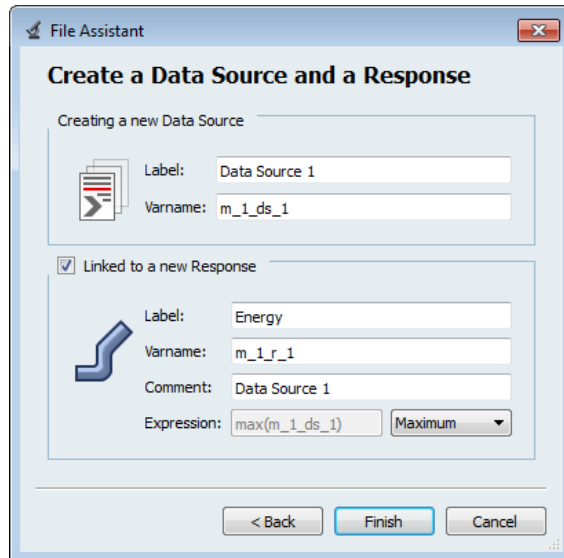 File Assistant
Create a Data Source and a Response
Creating a new Data Source
Label: Data Source 1
Varname: m_1_ds_1
Linked to a new Response
Label: Energy
Varname: m_1_r_1
Comment: Data Source 1
Expression: max(m_1_ds_1) Maximum
< Back Finish Cancel